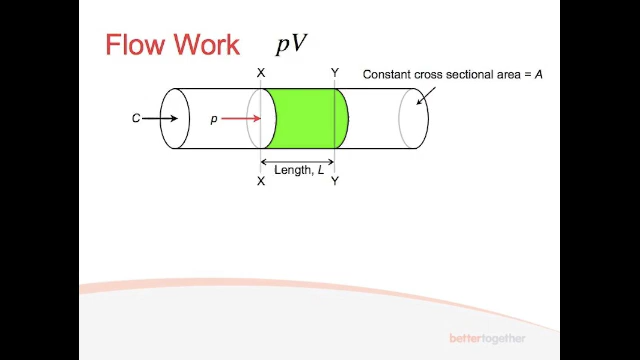 Flow Work pV
X Y Constant cross sectional area = A
C p
Length, L
X Y
bettertogether